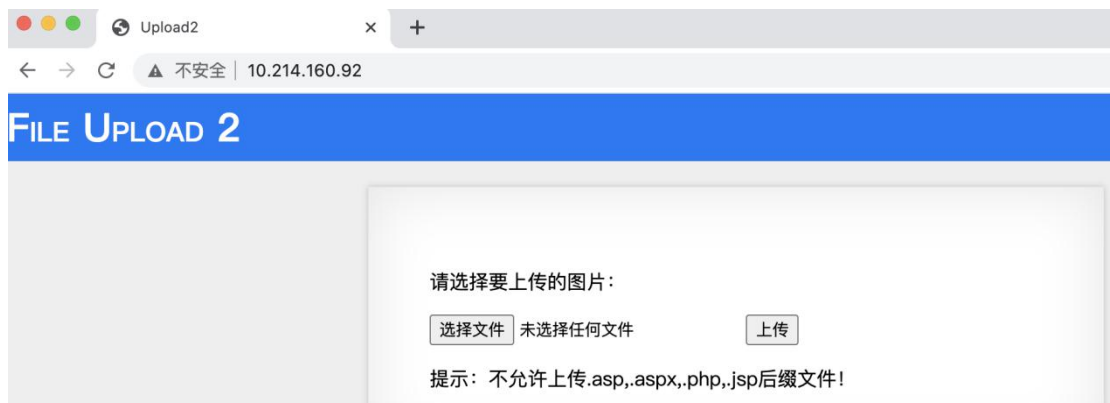 Upload2
不安全 | 10.214.160.92
FILE UPLOAD 2
请选择要上传的图片：
选择文件 未选择任何文件 上传
提示：不允许上传.asp,.aspx,.php,.jsp后缀文件！